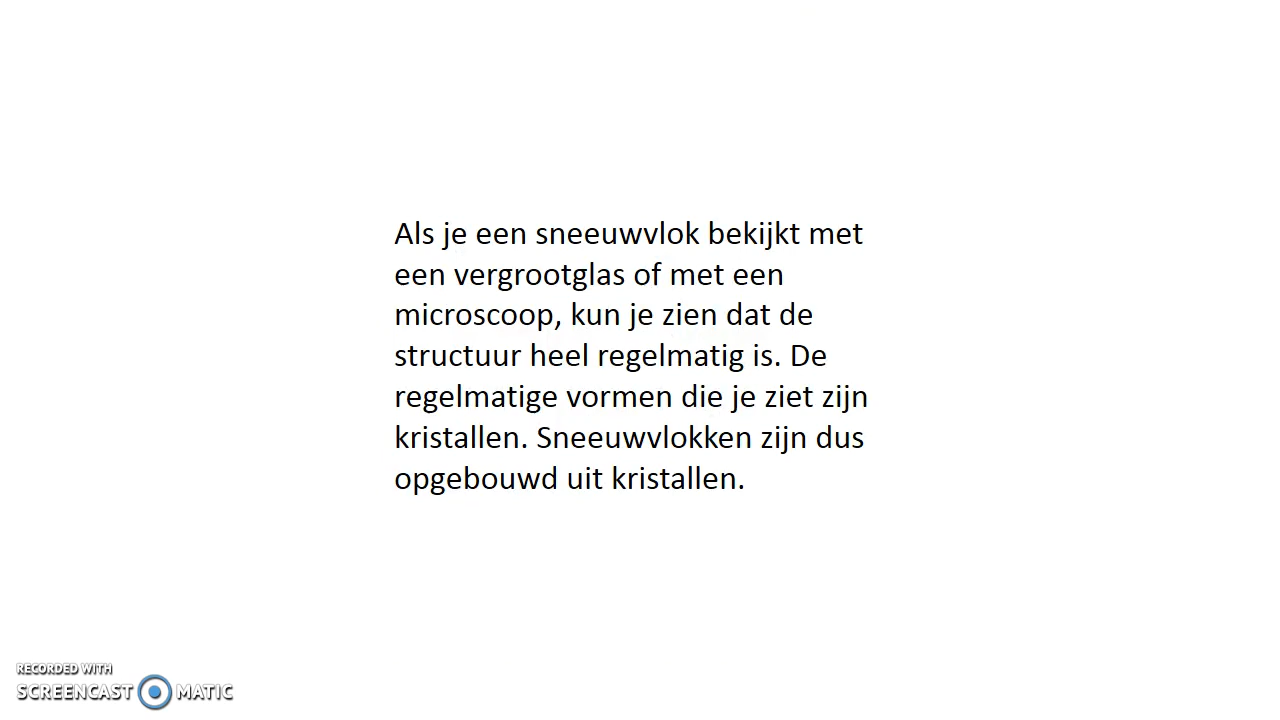 Als je een sneeuwvlok bekijkt met
een vergrootglas of met een
microscoop, kun je zien dat de
structuur heel regelmatig is. De
regelmatige vormen die je ziet zijn
kristallen. Sneeuwvlokken zijn dus
opgebouwd uit kristallen.
RECORDED WITH
SCREENCAST MATIC